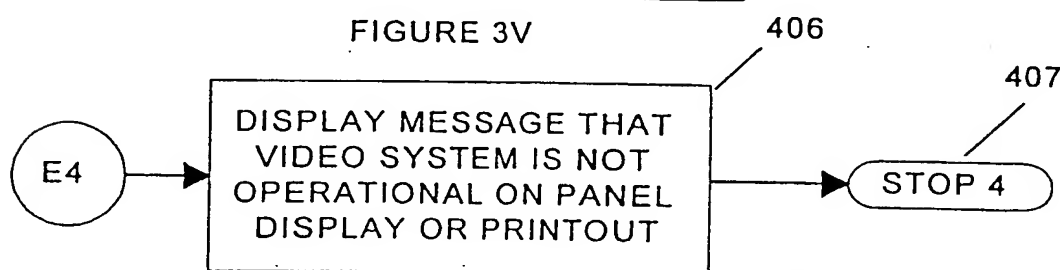 FIGURE 3V
406
407
E4
DISPLAY MESSAGE THAT
VIDEO SYSTEM IS NOT
OPERATIONAL ON PANEL
DISPLAY OR PRINTOUT
STOP 4